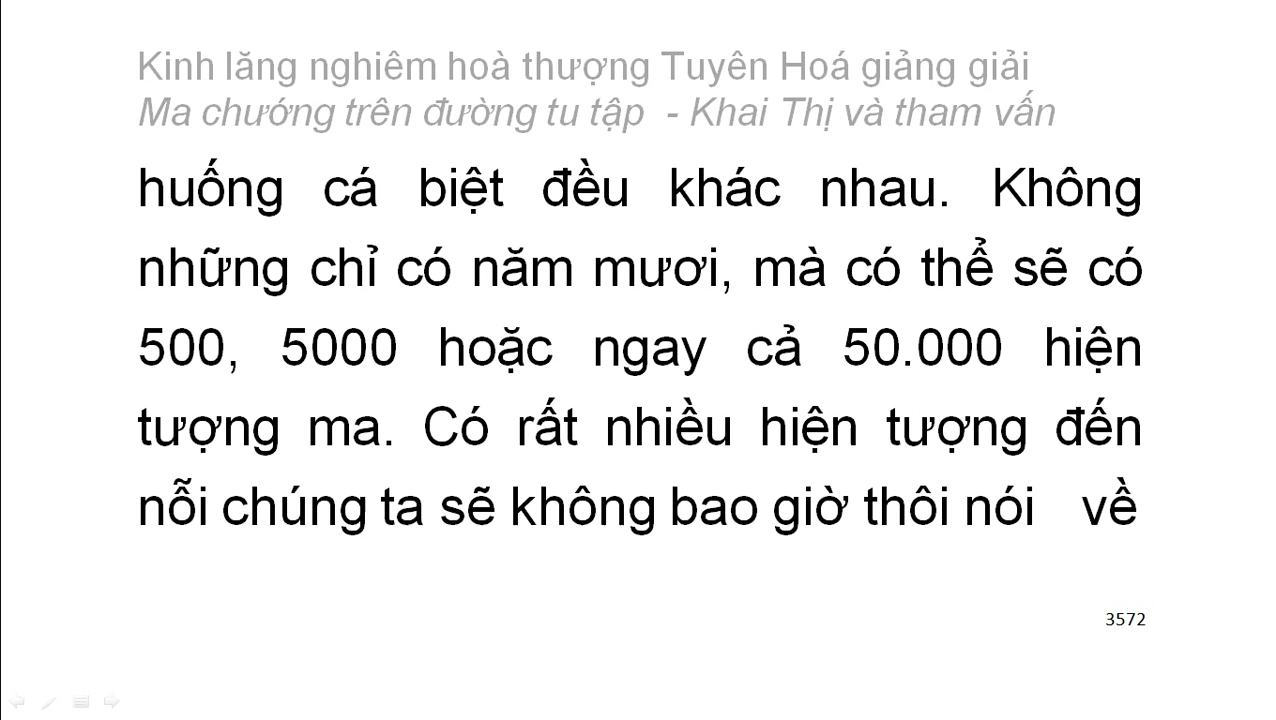 Kinh lăng nghiêm hoà thượng Tuyên Hoá giảng giải
Ma chướng trên đường tu tập - Khai Thị và tham vấn
huống cá biệt đều khác nhau. Không
những chỉ có năm mươi, mà có thể sẽ có
500, 5000 hoặc ngay cả 50.000 hiện
tượng ma. Có rất nhiều hiện tượng đến
nỗi chúng ta sẽ không bao giờ thôi nói về
3572